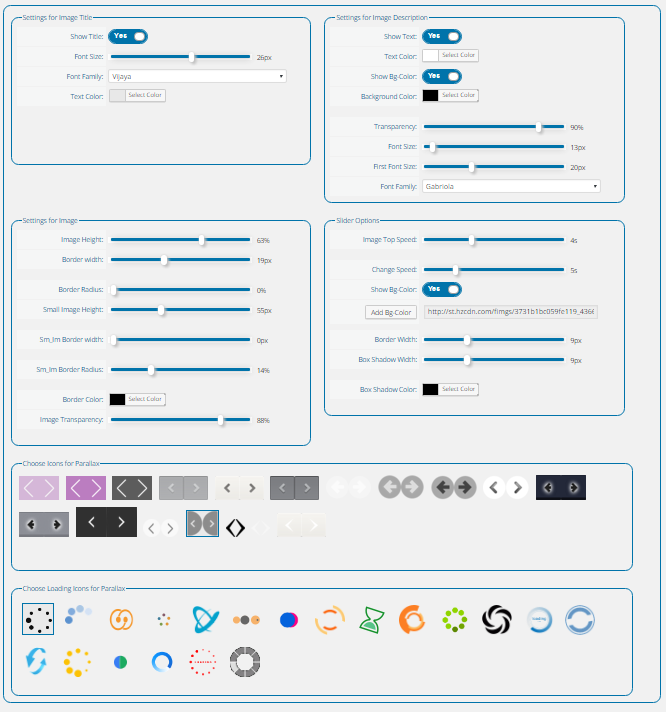 Settings for Image Title
Show Title: Yes
Font Size: 26px
Font Family: Vijaya
Text Color: Select Color
Settings for Image Description
Show Text: Yes
Text Color: Select Color
Show Bg-Color: Yes
Background Color: Select Color
Transparency: 90%
Font Size: 13px
First Font Size: 20px
Font Family: Gabriola
Settings for Image
Image Height: 63%
Border width: 19px
Border Radius: 0%
Small Image Height: 55px
Sm_Im Border width: 0px
Sm_Im Border Radius: 14%
Border Color: Select Color
Image Transparency: 88%
Slider Options
Image Top Speed: 4s
Change Speed: 5s
Show Bg-Color: Yes
Add Bg-Color http://st.hzcdn.com/fimgs/3731b1bc059fe119_4366
Border Width: 9px
Box Shadow Width: 9px
Box Shadow Color: Select Color
Choose Icons for Parallax
Choose Loading Icons for Parallax